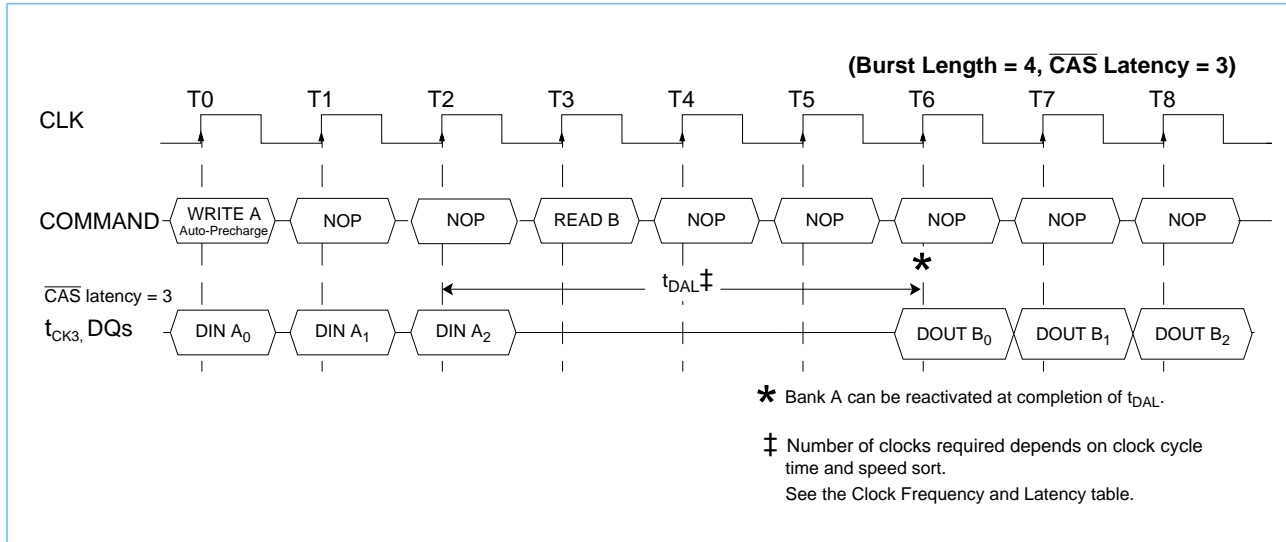 (Burst Length = 4, CAS Latency = 3)
T0 T1 T2 T3 T4 T5 T6 T7 T8
CLK
COMMAND
WRITE A
Auto-Precharge
NOP NOP READ B NOP NOP NOP NOP NOP
*
tDAL‡
CAS latency = 3
tCK3, DQs
DIN A0 DIN A1 DIN A2 DOUT B0 DOUT B1 DOUT B2
* Bank A can be reactivated at completion of tDAL.
‡ Number of clocks required depends on clock cycle
time and speed sort.
See the Clock Frequency and Latency table.